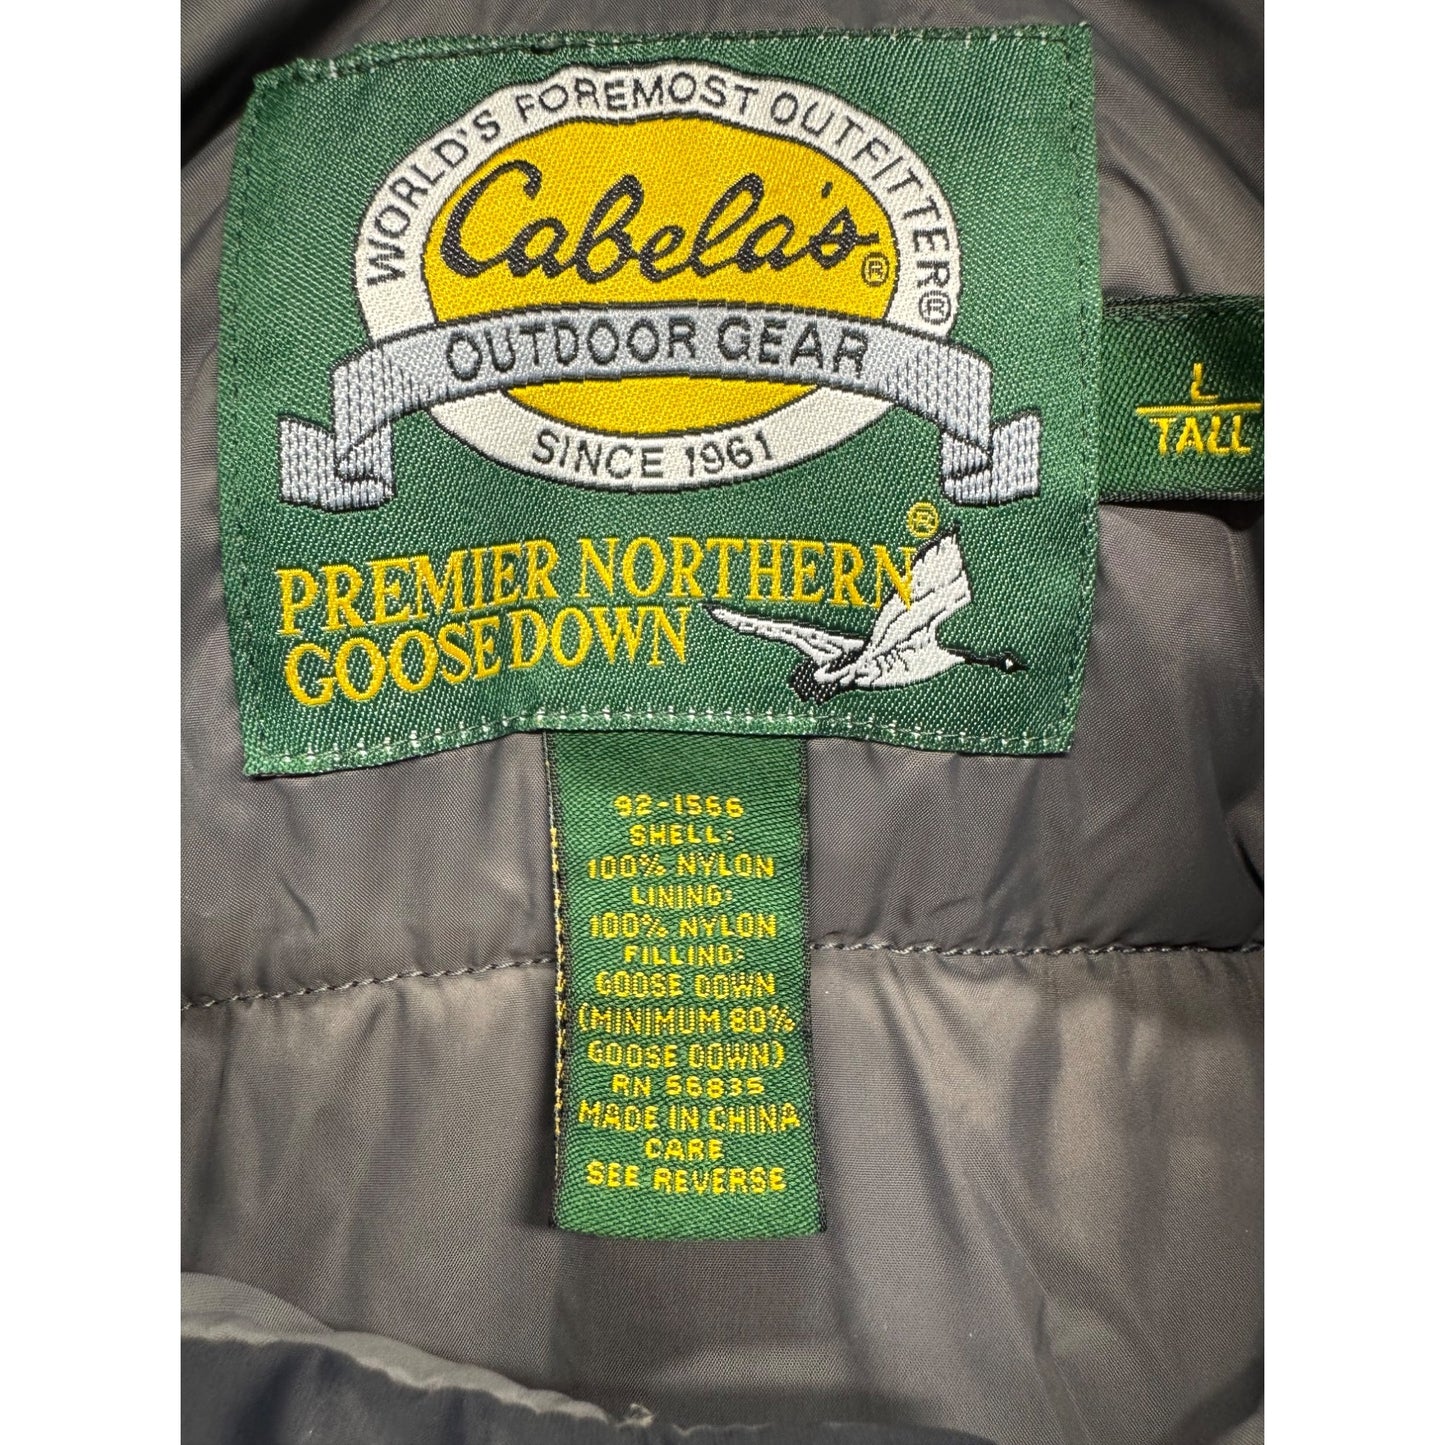 WORLD'S FOREMOST OUTFITTER®
Cabela's®
OUTDOOR GEAR
SINCE 1961
PREMIER NORTHERN®
GOOSE DOWN
L
TALL
92-1566
SHELL:
100% NYLON
LINING:
100% NYLON
FILLING:
GOOSE DOWN
(MINIMUM 80%
GOOSE DOWN)
RN 56835
MADE IN CHINA
CARE
SEE REVERSE